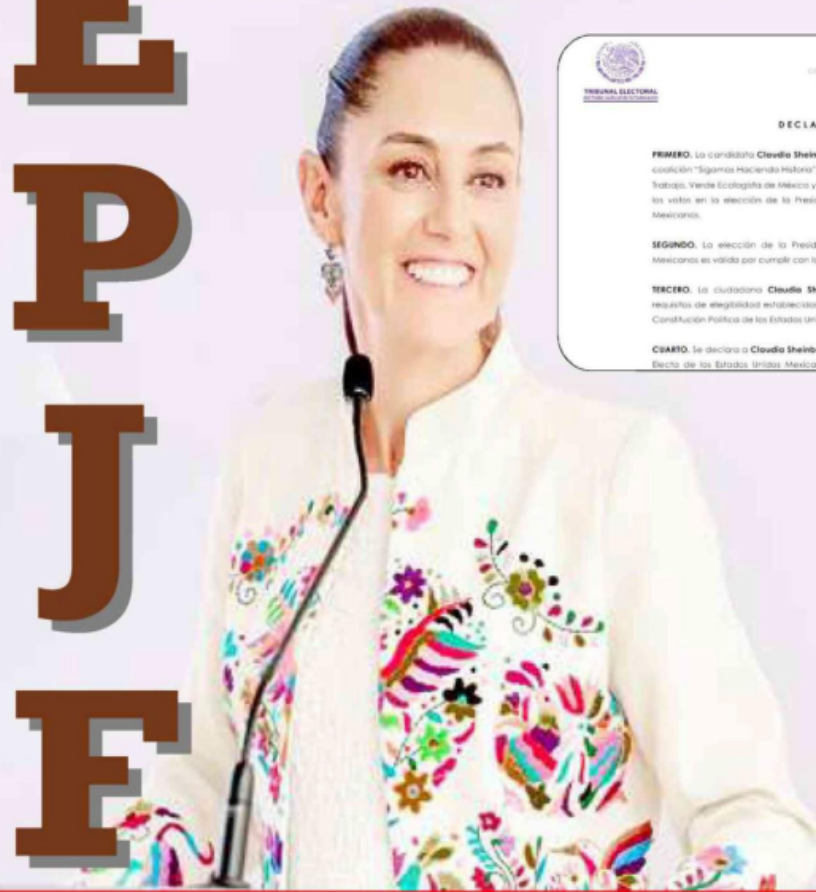 E
P
J
F
TRIBUNAL ELECTORAL
DECLA
PRIMERO. La candidata Claudia Shein
coalición "Sigamos Haciendo Historia"
Trabajo, Verde Ecologista de México y
los votos en la elección de la Presid
Mexicanos.
SEGUNDO. La elección de la Presid
Mexicanos es válida por cumplir con l
TERCERO. La ciudadana Claudia Sh
requisitos de elegibilidad establecidos
Constitución Política de los Estados Un
CUARTO. Se declara a Claudia Sheinb
Electa de los Estados Unidos Mexica